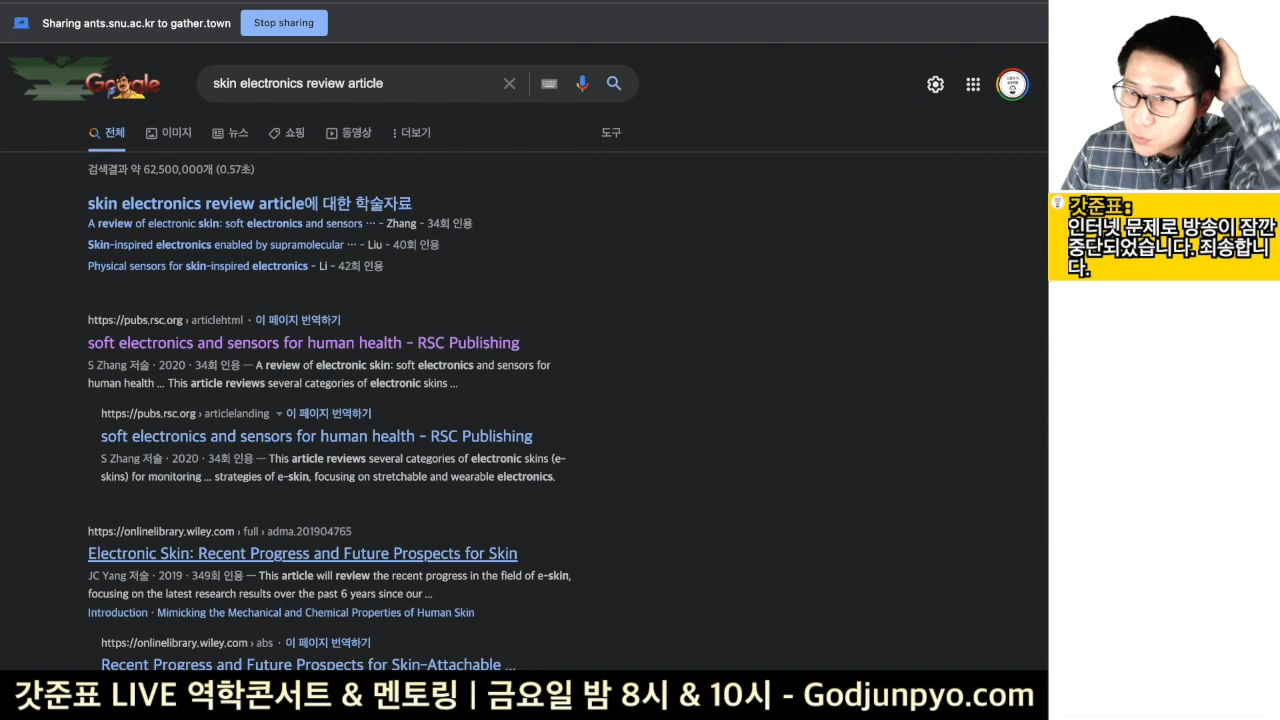 Sharing ants.snu.ac.kr to gather.town
Stop sharing
Google
skin electronics review article
전체
이미지
뉴스
쇼핑
동영상
더보기
도구
검색결과 약 62,500,000개 (0.57초)
skin electronics review article에 대한 학술자료
A review of electronic skin: soft electronics and sensors ··· - Zhang - 34회 인용
Skin-inspired electronics enabled by supramolecular ··· - Liu - 40회 인용
Physical sensors for skin-inspired electronics - Li - 42회 인용
https://pubs.rsc.org › articlehtml · 이 페이지 번역하기
soft electronics and sensors for human health - RSC Publishing
S Zhang 저술 · 2020 · 34회 인용 — A review of electronic skin: soft electronics and sensors for
human health ... This article reviews several categories of electronic skins ...
https://pubs.rsc.org › articlelanding 이 페이지 번역하기
soft electronics and sensors for human health - RSC Publishing
S Zhang 저술 · 2020 · 34회 인용 — This article reviews several categories of electronic skins (e-
skins) for monitoring ... strategies of e-skin, focusing on stretchable and wearable electronics.
https://onlinelibrary.wiley.com › full › adma.201904765
Electronic Skin: Recent Progress and Future Prospects for Skin
JC Yang 저술 · 2019 · 349회 인용 — This article will review the recent progress in the field of e-skin,
focusing on the latest research results over the past 6 years since our ...
Introduction · Mimicking the Mechanical and Chemical Properties of Human Skin
https://onlinelibrary.wiley.com › abs · 이 페이지 번역하기
Recent Progress and Future Prospects for Skin-Attachable ...
갓준표:
인터넷 문제로 방송이 잠깐
중단되었습니다. 죄송합니
다.
갓준표 LIVE 역학콘서트 & 멘토링 | 금요일 밤 8시 & 10시 - Godjunpyo.com